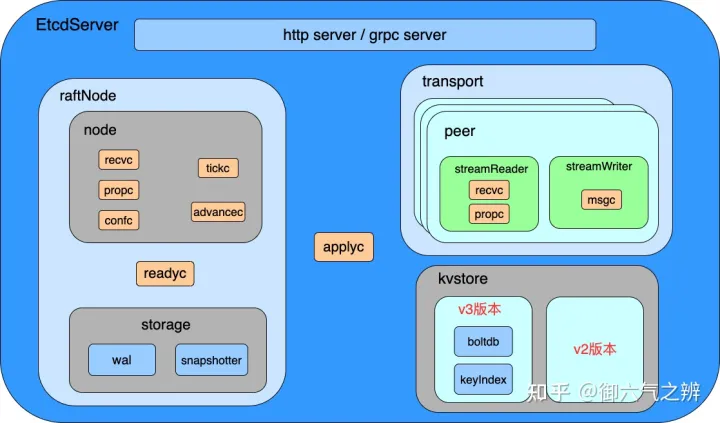 EtcdServer
http server / grpc server
raftNode
node
recvc
propc
confc
tickc
advancec
readyc
storage
wal
snapshotter
applyc
transport
peer
streamReader
recvc
propc
streamWriter
msgc
kvstore
v3版本
boltdb
keyIndex
v2版本
知乎 @御六气之辨